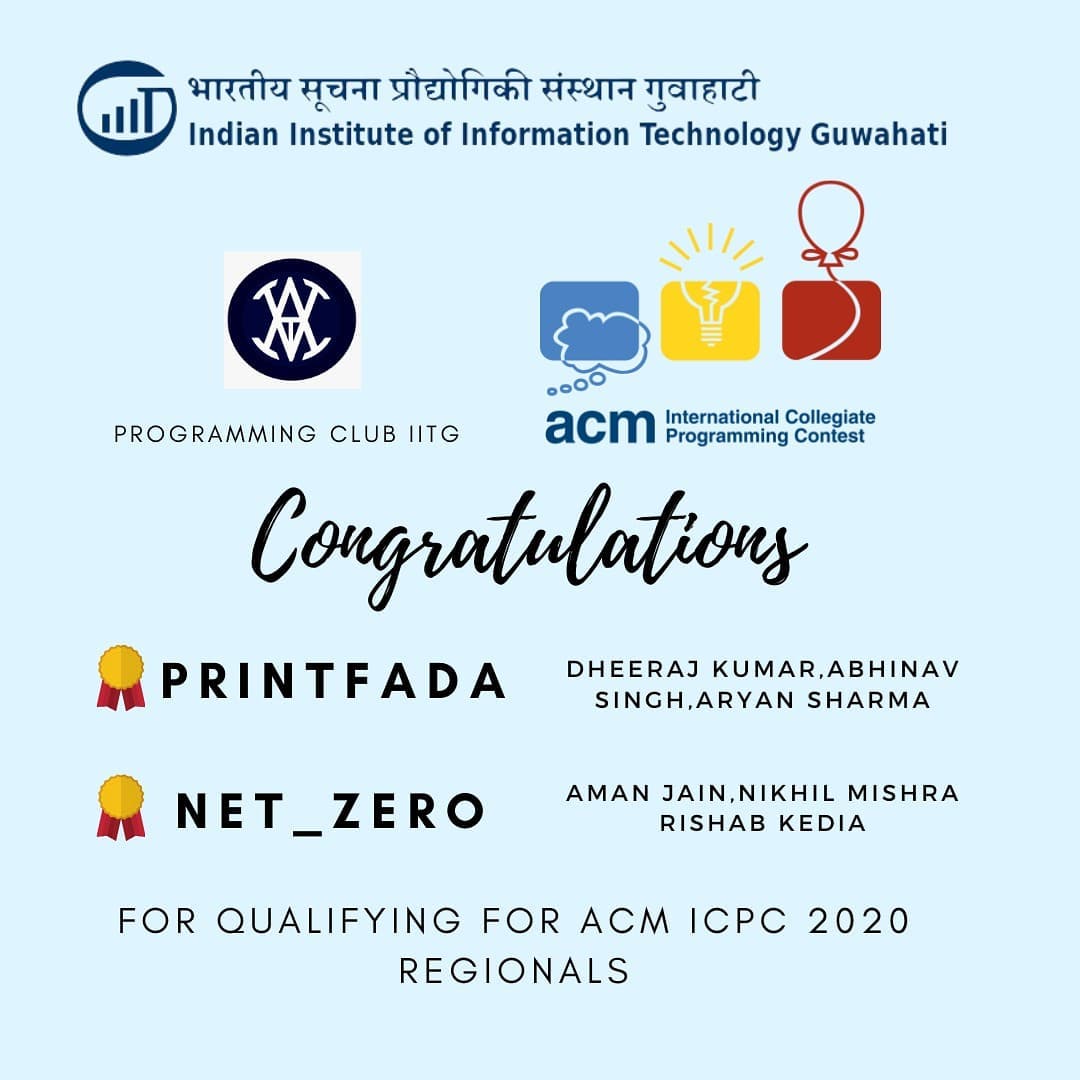 भारतीय सूचना प्रौद्योगिकी संस्थान गुवाहाटी
Indian Institute of Information Technology Guwahati
PROGRAMMING CLUB IITG
acm International Collegiate
Programming Contest
Congratulations
PRINTFADA
DHEERAJ KUMAR,ABHINAV
SINGH,ARYAN SHARMA
NET_ZERO
AMAN JAIN,NIKHIL MISHRA
RISHAB KEDIA
FOR QUALIFYING FOR ACM ICPC 2020
REGIONALS